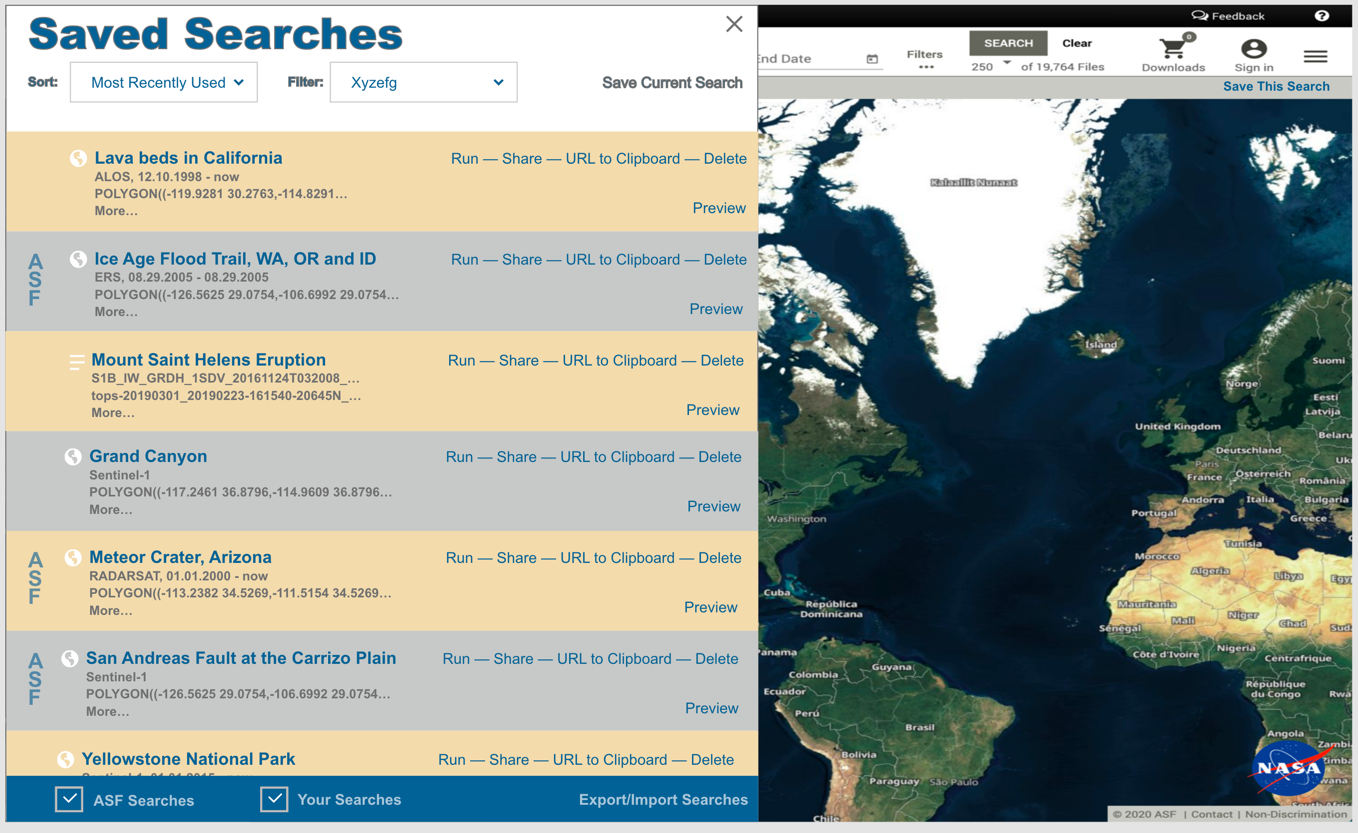 Saved Searches
Sort: Most Recently Used Filter: Xyzefg Save Current Search
Lava beds in California
Run — Share — URL to Clipboard — Delete
ALOS, 12.10.1998 - now
POLYGON((-119.9281 30.2763,-114.8291…
More…
Preview
ASF
Ice Age Flood Trail, WA, OR and ID
Run — Share — URL to Clipboard — Delete
ERS, 08.29.2005 - 08.29.2005
POLYGON((-126.5625 29.0754,-106.6992 29.0754…
More…
Preview
Mount Saint Helens Eruption
Run — Share — URL to Clipboard — Delete
S1B_IW_GRDH_1SDV_20161124T032008_…
tops-20190301_20190223-161540-20645N_…
More…
Preview
Grand Canyon
Run — Share — URL to Clipboard — Delete
Sentinel-1
POLYGON((-117.2461 36.8796,-114.9609 36.8796…
More…
Preview
ASF
Meteor Crater, Arizona
Run — Share — URL to Clipboard — Delete
RADARSAT, 01.01.2000 - now
POLYGON((-113.2382 34.5269,-111.5154 34.5269…
More…
Preview
ASF
San Andreas Fault at the Carrizo Plain
Run — Share — URL to Clipboard — Delete
Sentinel-1
POLYGON((-126.5625 29.0754,-106.6992 29.0754…
More…
Preview
Yellowstone National Park
Run — Share — URL to Clipboard — Delete
ASF Searches Your Searches Export/Import Searches
Feedback ?
End Date
Filters
SEARCH Clear
250 of 19,764 Files
0
Downloads
Sign in
Save This Search
Kalaallit Nunaat
Ísland
Suomi
Norge
Eesti
Latvija
United Kingdom
Belaru
Deutschland
Uk
Paris
France
Österreich
România
Andorra
Italia
Bulgaria
Portugal
Greece
Washington
Tunisia
Morocco
Algeria
Libya
Egy
Cuba
República
Dominicana
Mauritania
Mali
Niger
Chad
Sud
Sénégal
Nigeria
Côte d'Ivoire
Centrafrique
anama
Guyana
Colombia
Ecuador
République
du Congo
Rwa
Perú
Brasil
Angola
Zambi
Bolivia
NASA
imba
wana
Paraguay
São Paulo
Chile
South Afric
© 2020 ASF | Contact | Non-Discrimination